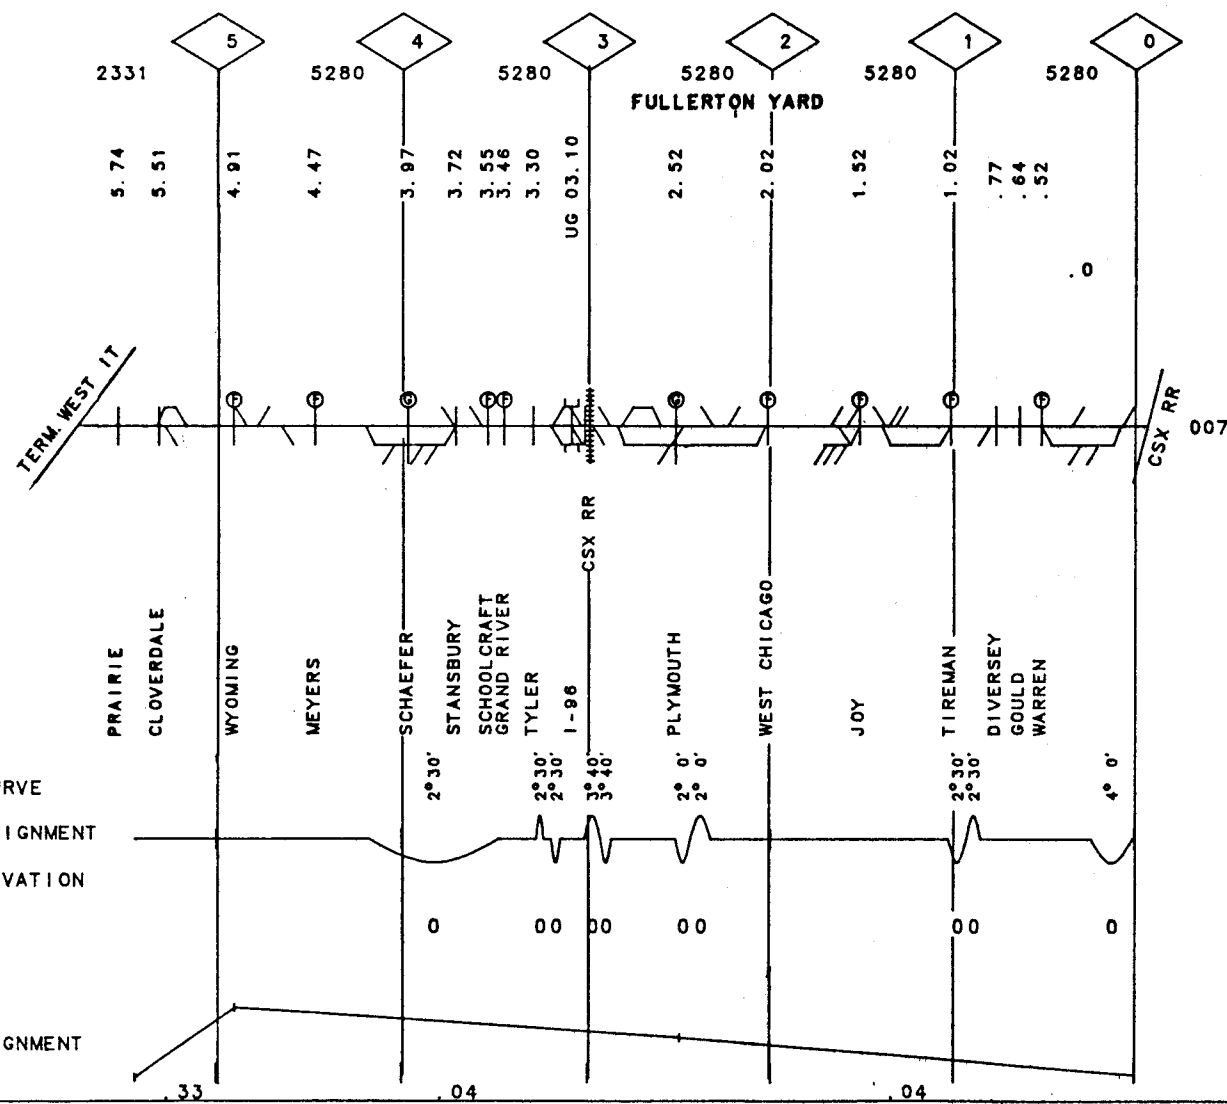 5 4 3 2 1 0
2331 5280 5280 5280 5280 5280
FULLERTON YARD
5.74
5.51
4.91
4.47
3.97
3.72
3.55
3.46
3.30
UG 03.10
2.52
2.02
1.52
1.02
.77
.64
.52
.0
TERM. WEST IT
F F G F F G F F F F
CSX RR
007
CSX RR
PRAIRIE
CLOVERDALE
WYOMING
MEYERS
SCHAEFER
STANSBURY
SCHOOLCRAFT
GRAND RIVER
TYLER
I-96
PLYMOUTH
WEST CHICAGO
JOY
TIREMAN
DIVERSEY
GOULD
WARREN
RVE
2°30' 2°30' 2°30' 3°40' 3°40' 2° 0' 2° 0' 2°30' 2°30' 4° 0'
IGNMENT
VATION
0 00 00 00 00 0
GNMENT
.33 .04 .04